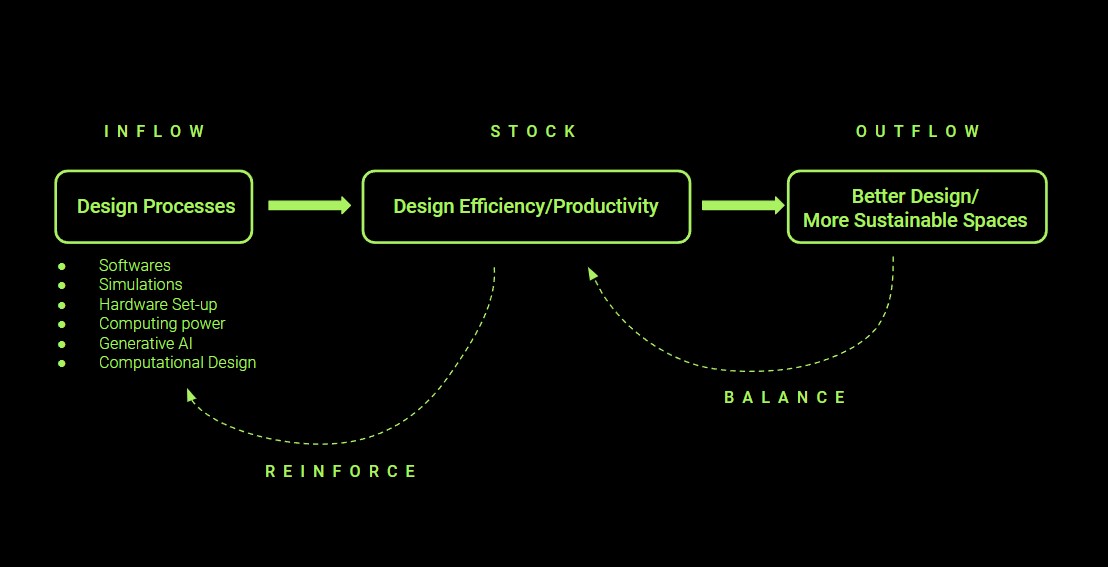 INFLOW
STOCK
OUTFLOW
Design Processes
Design Efficiency/Productivity
Better Design/
More Sustainable Spaces
● Softwares
● Simulations
● Hardware Set-up
● Computing power
● Generative AI
● Computational Design
BALANCE
REINFORCE